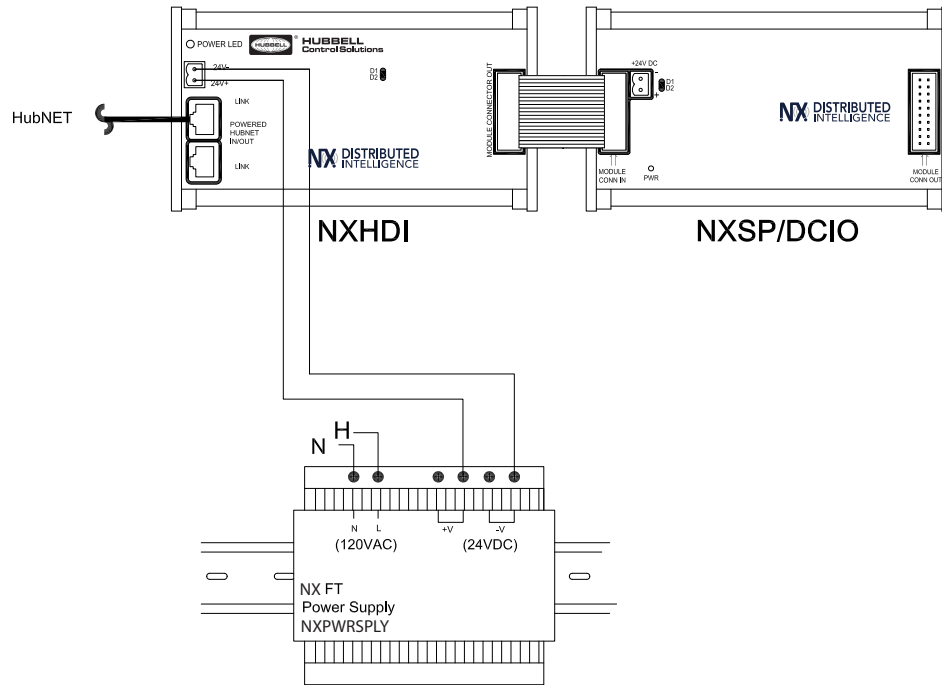 POWER LED
HUBBELL
®
HUBBELL
Control Solutions
24V-
24V+
D1
D2
LINK
POWERED
HUBNET
IN/OUT
LINK
HubNET
NX DISTRIBUTED
INTELLIGENCE
MODULE CONNECTOR OUT
NXHDI
+24V DC
-
+
D1
D2
NX DISTRIBUTED
INTELLIGENCE
MODULE
CONN IN
PWR
MODULE
CONN OUT
NXSP/DCIO
H
N
N
L
+V
-V
(120VAC)
(24VDC)
NX FT
Power Supply
NXPWRSPLY